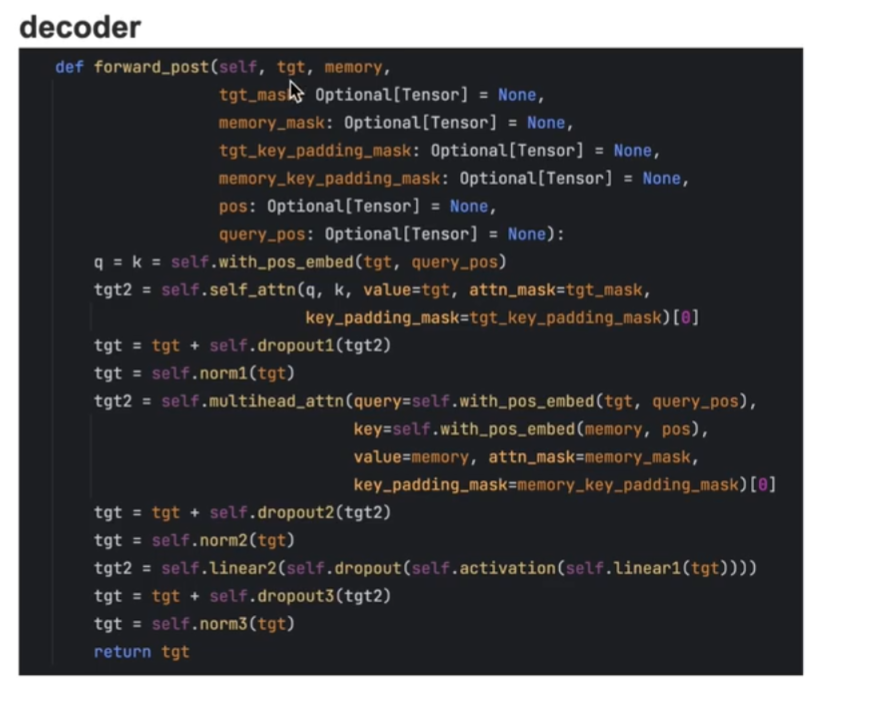 decoder
def forward_post(self, tgt, memory,
tgt_mas Optional[Tensor] = None,
memory_mask: Optional[Tensor] = None,
tgt_key_padding_mask: Optional[Tensor] = None,
memory_key_padding_mask: Optional[Tensor] = None,
pos: Optional[Tensor] = None,
query_pos: Optional[Tensor] = None):
q = k = self.with_pos_embed(tgt, query_pos)
tgt2 = self.self_attn(q, k, value=tgt, attn_mask=tgt_mask,
key_padding_mask=tgt_key_padding_mask)[0]
tgt = tgt + self.dropout1(tgt2)
tgt = self.norm1(tgt)
tgt2 = self.multihead_attn(query=self.with_pos_embed(tgt, query_pos),
key=self.with_pos_embed(memory, pos),
value=memory, attn_mask=memory_mask,
key_padding_mask=memory_key_padding_mask)[0]
tgt = tgt + self.dropout2(tgt2)
tgt = self.norm2(tgt)
tgt2 = self.linear2(self.dropout(self.activation(self.linear1(tgt))))
tgt = tgt + self.dropout3(tgt2)
tgt = self.norm3(tgt)
return tgt